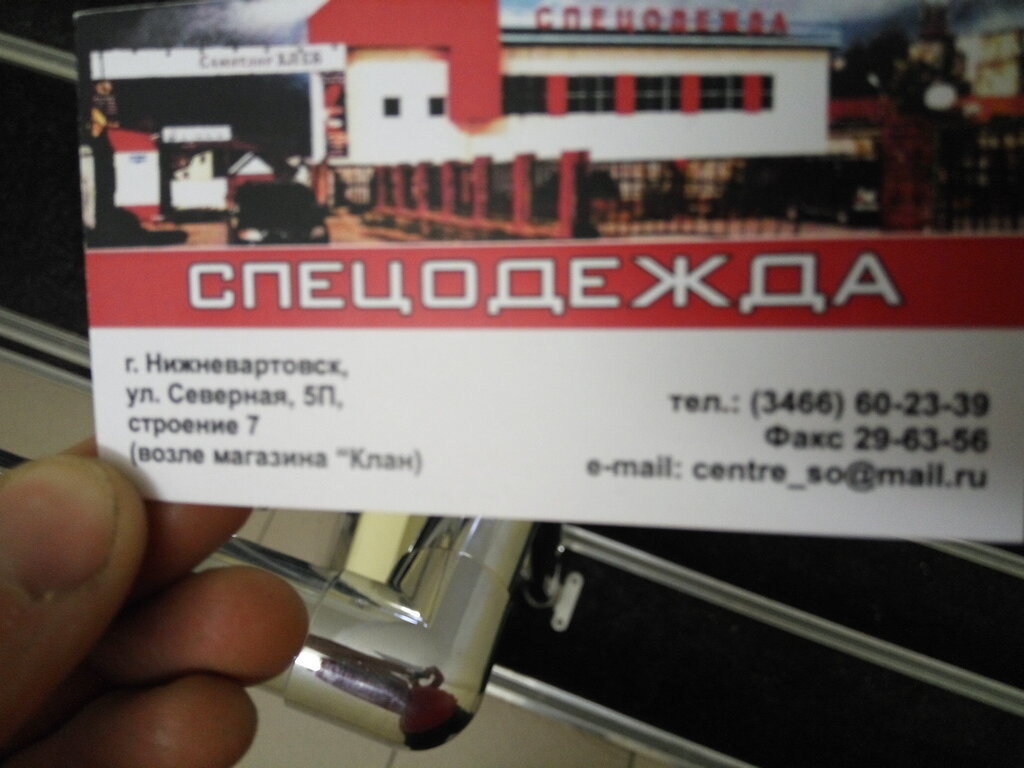 СПЕЦОДЕЖДА
СПЕЦОДЕЖДА
г. Нижневартовск,
ул. Северная, 5П,
строение 7
(возле магазина "Клан)
тел.: (3466) 60-23-39
Факс 29-63-56
e-mail: centre_so@mail.ru